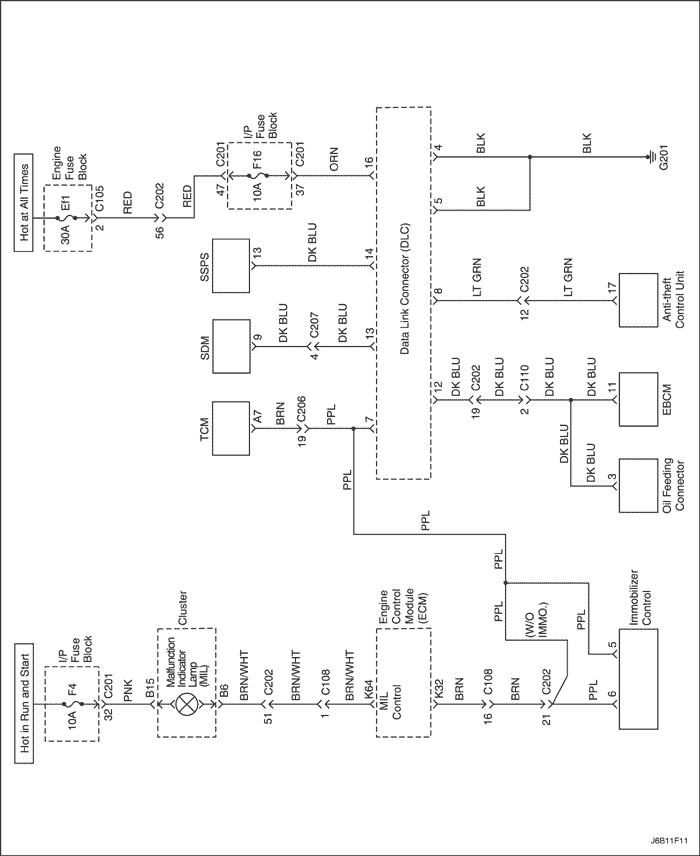 Hot at All Times
Engine
Fuse
Block
Ef1
30A
C105
2
RED
C202
56
RED
C201
47
I/P
Fuse
Block
F16
10A
C201
37
ORN
16
SSPS
13
DK BLU
14
SDM
9
DK BLU
C207
4
DK BLU
13
TCM
A7
BRN
C206
19
PPL
7
PPL
Data Link Connector (DLC)
4
BLK
BLK
G201
5
BLK
8
LT GRN
C202
12
LT GRN
17
Anti-theft
Control Unit
12
DK BLU
C202
19
DK BLU
C110
2
DK BLU
DK BLU
11
EBCM
DK BLU
DK BLU
3
Oil Feeding
Connector
PPL
PPL
PPL
PPL
(W/O
IMMO.)
Hot in Run and Start
I/P
Fuse
Block
F4
10A
C201
32
PNK
B15
Cluster
Malfunction
Indicator
Lamp
(MIL)
B6
BRN/WHT
C202
51
BRN/WHT
C108
1
BRN/WHT
K64
Engine
Control
Module
(ECM)
MIL
Control
K32
BRN
C108
16
BRN
C202
21
PPL
6
5
Immobilizer
Control
J6B11F11